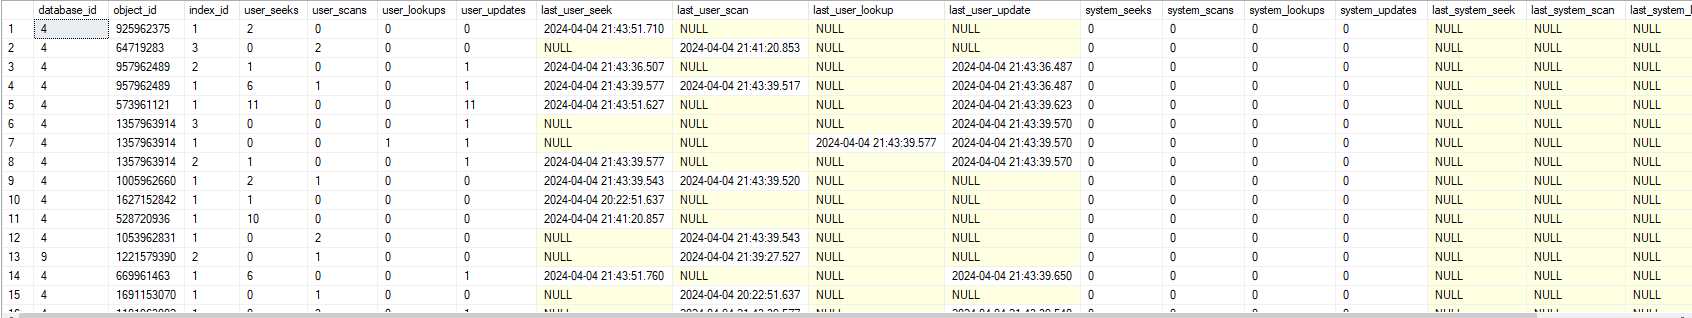 database_id object_id index_id user_seeks user_scans user_lookups user_updates last_user_seek last_user_scan last_user_lookup last_user_update system_seeks system_scans system_lookups system_updates last_system_seek last_system_scan
1 4 925962375 1 2 0 0 0 2024-04-04 21:43:51.710 NULL NULL NULL 0 0 0 0 NULL NULL NULL
2 4 64719283 3 0 2 0 0 NULL 2024-04-04 21:41:20.853 NULL NULL 0 0 0 0 NULL NULL NULL
3 4 957962489 2 1 0 0 1 2024-04-04 21:43:36.507 NULL NULL 2024-04-04 21:43:36.487 0 0 0 0 NULL NULL NULL
4 4 957962489 1 6 1 0 1 2024-04-04 21:43:39.577 2024-04-04 21:43:39.517 NULL 2024-04-04 21:43:36.487 0 0 0 0 NULL NULL NULL
5 4 573961121 1 11 0 0 11 2024-04-04 21:43:51.627 NULL NULL 2024-04-04 21:43:39.623 0 0 0 0 NULL NULL NULL
6 4 1357963914 3 0 0 0 1 NULL NULL NULL 2024-04-04 21:43:39.570 0 0 0 0 NULL NULL NULL
7 4 1357963914 1 0 0 1 1 NULL NULL 2024-04-04 21:43:39.577 2024-04-04 21:43:39.570 0 0 0 0 NULL NULL NULL
8 4 1357963914 2 1 0 0 1 2024-04-04 21:43:39.577 NULL NULL 2024-04-04 21:43:39.570 0 0 0 0 NULL NULL NULL
9 4 1005962660 1 2 1 0 0 2024-04-04 21:43:39.543 2024-04-04 21:43:39.520 NULL NULL 0 0 0 0 NULL NULL NULL
10 4 1627152842 1 1 0 0 0 2024-04-04 20:22:51.637 NULL NULL NULL 0 0 0 0 NULL NULL NULL
11 4 528720936 1 10 0 0 0 2024-04-04 21:41:20.857 NULL NULL NULL 0 0 0 0 NULL NULL NULL
12 4 1053962831 1 0 2 0 0 NULL 2024-04-04 21:43:39.543 NULL NULL 0 0 0 0 NULL NULL NULL
13 9 1221579390 2 0 1 0 0 NULL 2024-04-04 21:39:27.527 NULL NULL 0 0 0 0 NULL NULL NULL
14 4 669961463 1 6 0 0 1 2024-04-04 21:43:51.760 NULL NULL 2024-04-04 21:43:39.650 0 0 0 0 NULL NULL NULL
15 4 1691153070 1 0 1 0 0 NULL 2024-04-04 20:22:51.637 NULL NULL 0 0 0 0 NULL NULL NULL